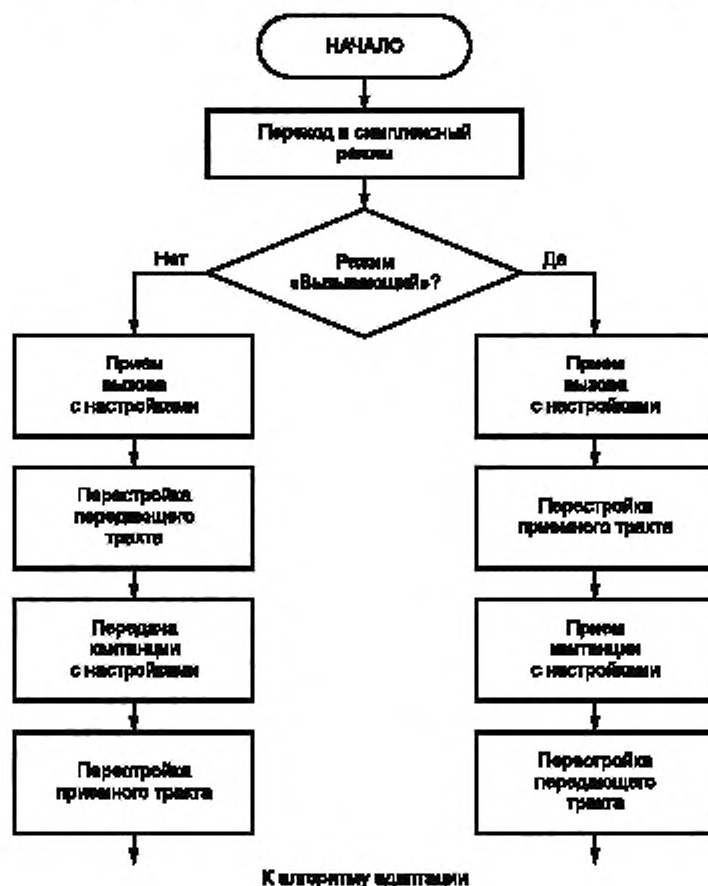 НАЧАЛО
Переход в симплексный
режим
Режим
«Вызывающий»?
Нет
Да
Прием
вызова
с настройками
Перестройка
передающего
тракта
Передача
квитанции
с настройками
Перестройка
приемного тракта
Прием
вызова
с настройками
Перестройка
приемного тракта
Прием
квитанции
с настройками
Перестройка
передающего
тракта
К алгоритму адаптации